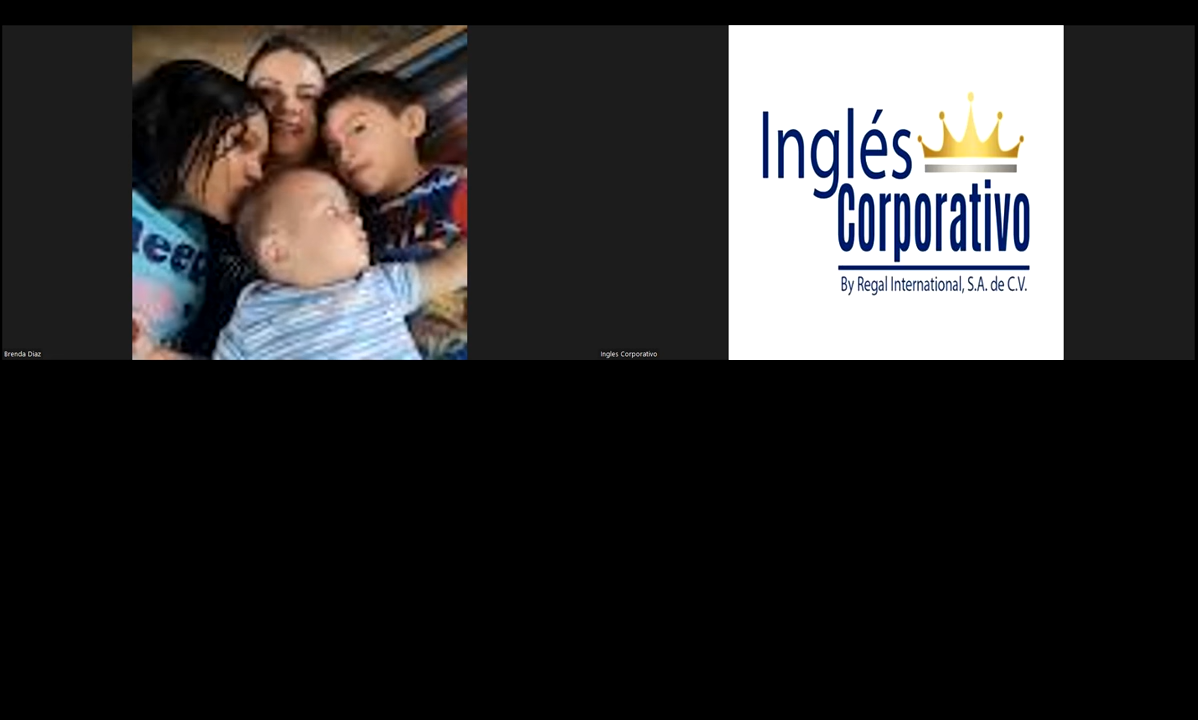 Inglés
Corporativo
By Regal International, S.A. de C.V.
Brenda Diaz
Ingles Corporativo